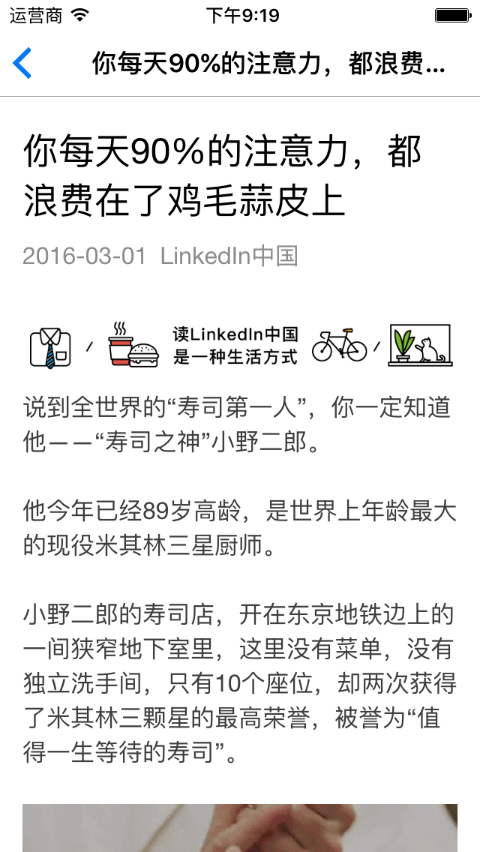 运营商 下午9:19
你每天90%的注意力，都浪费...
你每天90%的注意力，都
浪费在了鸡毛蒜皮上
2016-03-01 LinkedIn中国
读LinkedIn中国
是一种生活方式
说到全世界的“寿司第一人”，你一定知道
他——“寿司之神”小野二郎。
他今年已经89岁高龄，是世界上年龄最大
的现役米其林三星厨师。
小野二郎的寿司店，开在东京地铁边上的
一间狭窄地下室里，这里没有菜单，没有
独立洗手间，只有10个座位，却两次获得
了米其林三颗星的最高荣誉，被誉为“值
得一生等待的寿司”。